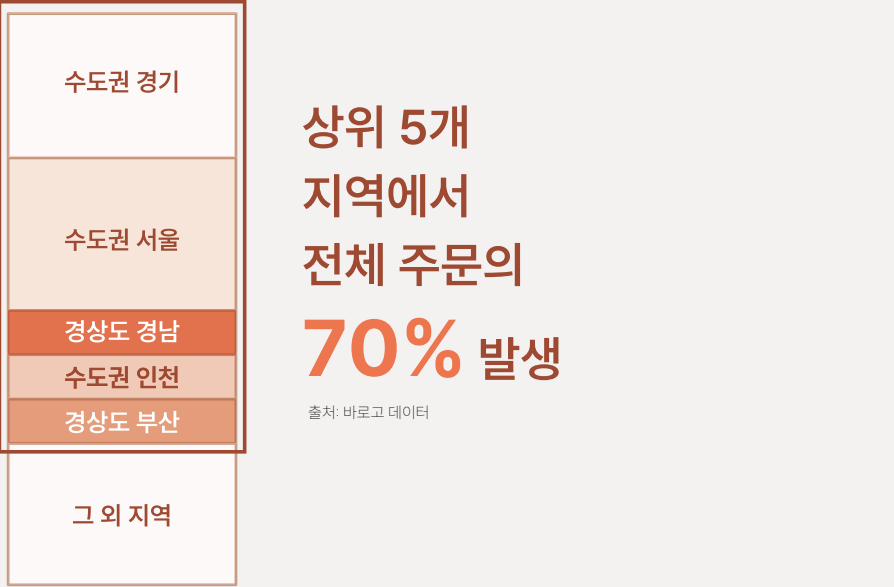 수도권 경기
수도권 서울
경상도 경남
수도권 인천
경상도 부산
그 외 지역
상위 5개
지역에서
전체 주문의
70% 발생
출처: 바로고 데이터